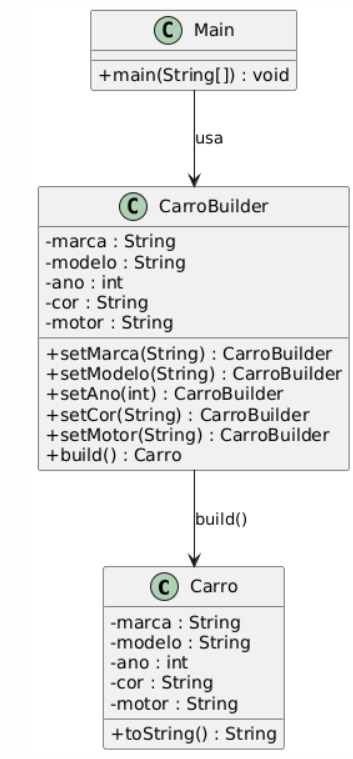 C Main
+main(String[]) : void
usa
C CarroBuilder
-marca : String
-modelo : String
-ano : int
-cor : String
-motor : String
+setMarca(String) : CarroBuilder
+setModelo(String) : CarroBuilder
+setAno(int) : CarroBuilder
+setCor(String) : CarroBuilder
+setMotor(String) : CarroBuilder
+build() : Carro
build()
C Carro
-marca : String
-modelo : String
-ano : int
-cor : String
-motor : String
+toString() : String